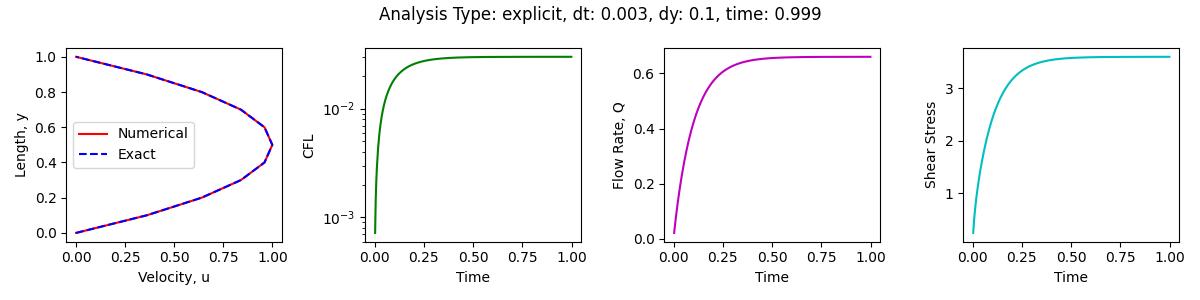 Analysis Type: explicit, dt: 0.003, dy: 0.1, time: 0.999
Length, y
1.0
0.8
0.6
0.4
0.2
0.0
Numerical
Exact
0.00 0.25 0.50 0.75 1.00
Velocity, u
CFL
10⁻²
10⁻³
0.00 0.25 0.50 0.75 1.00
Time
Flow Rate, Q
0.6
0.4
0.2
0.0
0.00 0.25 0.50 0.75 1.00
Time
Shear Stress
3
2
1
0.00 0.25 0.50 0.75 1.00
Time